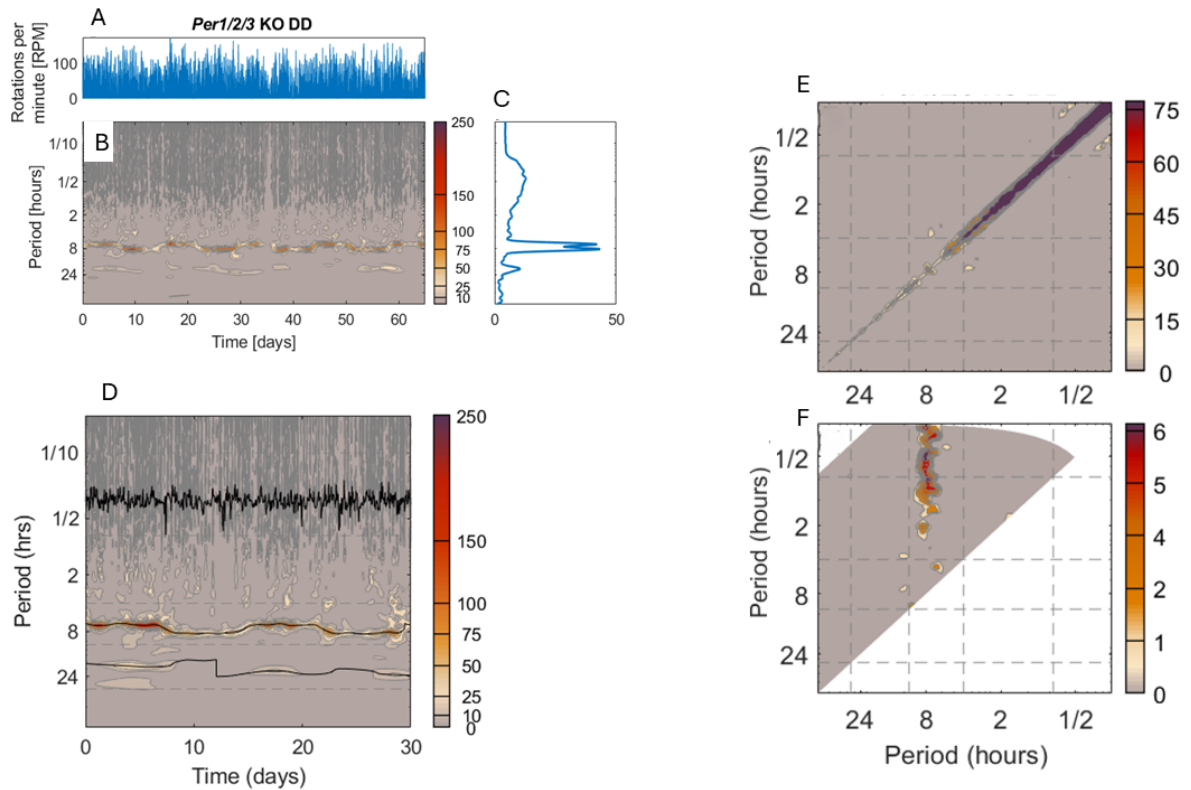 A
Per1/2/3 KO DD
Rotations per
minute [RPM]
100
0
B
Period [hours]
1/10
1/2
2
8
24
0 10 20 30 40 50 60
Time [days]
250
150
100
75
50
25
10
C
0 50
D
Period (hrs)
1/10
1/2
2
8
24
0 10 20 30
Time (days)
250
150
100
75
50
25
10
0
E
Period (hours)
1/2
2
8
24
24 8 2 1/2
75
60
45
30
15
0
F
Period (hours)
1/2
2
8
24
24 8 2 1/2
Period (hours)
6
5
4
2
1
0